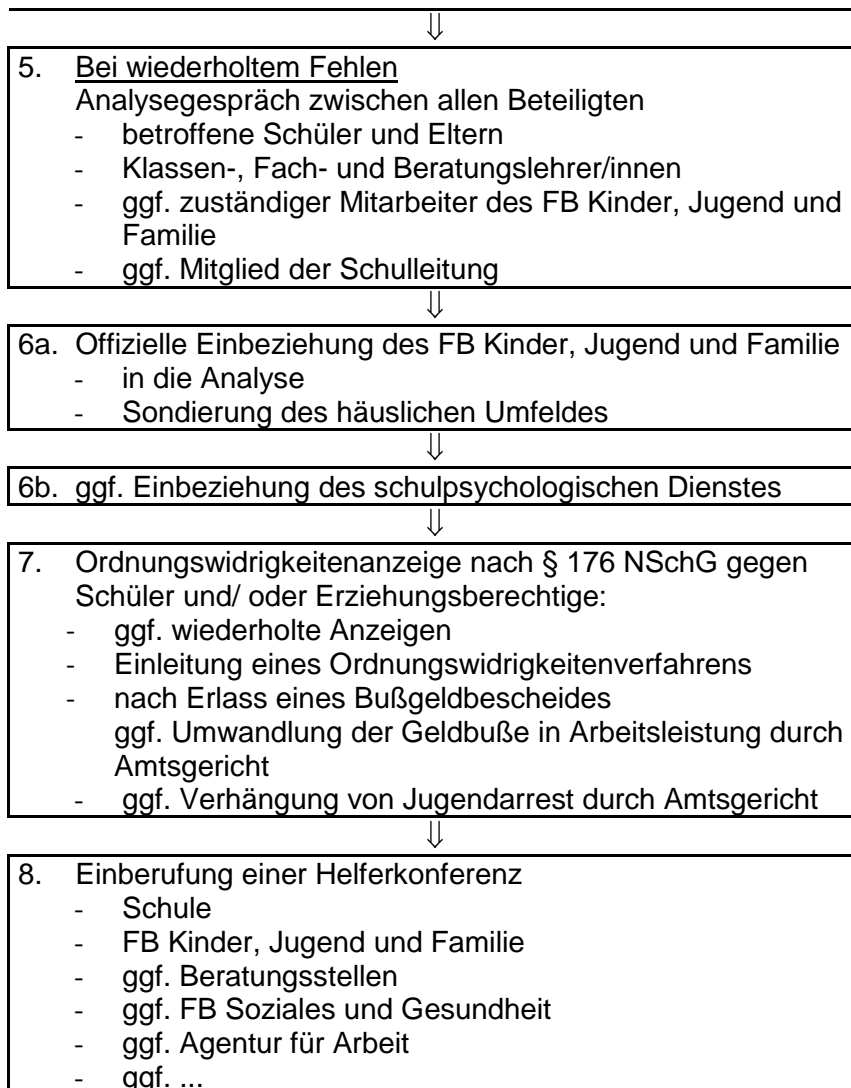 ⇓
5. Bei wiederholtem Fehlen
Analysegespräch zwischen allen Beteiligten
- betroffene Schüler und Eltern
- Klassen-, Fach- und Beratungslehrer/innen
- ggf. zuständiger Mitarbeiter des FB Kinder, Jugend und
Familie
- ggf. Mitglied der Schulleitung
⇓
6a. Offizielle Einbeziehung des FB Kinder, Jugend und Familie
- in die Analyse
- Sondierung des häuslichen Umfeldes
⇓
6b. ggf. Einbeziehung des schulpsychologischen Dienstes
⇓
7. Ordnungswidrigkeitenanzeige nach § 176 NSchG gegen
Schüler und/ oder Erziehungsberechtige:
- ggf. wiederholte Anzeigen
- Einleitung eines Ordnungswidrigkeitenverfahrens
- nach Erlass eines Bußgeldbescheides
ggf. Umwandlung der Geldbuße in Arbeitsleistung durch
Amtsgericht
- ggf. Verhängung von Jugendarrest durch Amtsgericht
⇓
8. Einberufung einer Helferkonferenz
- Schule
- FB Kinder, Jugend und Familie
- ggf. Beratungsstellen
- ggf. FB Soziales und Gesundheit
- ggf. Agentur für Arbeit
- ggf. ...